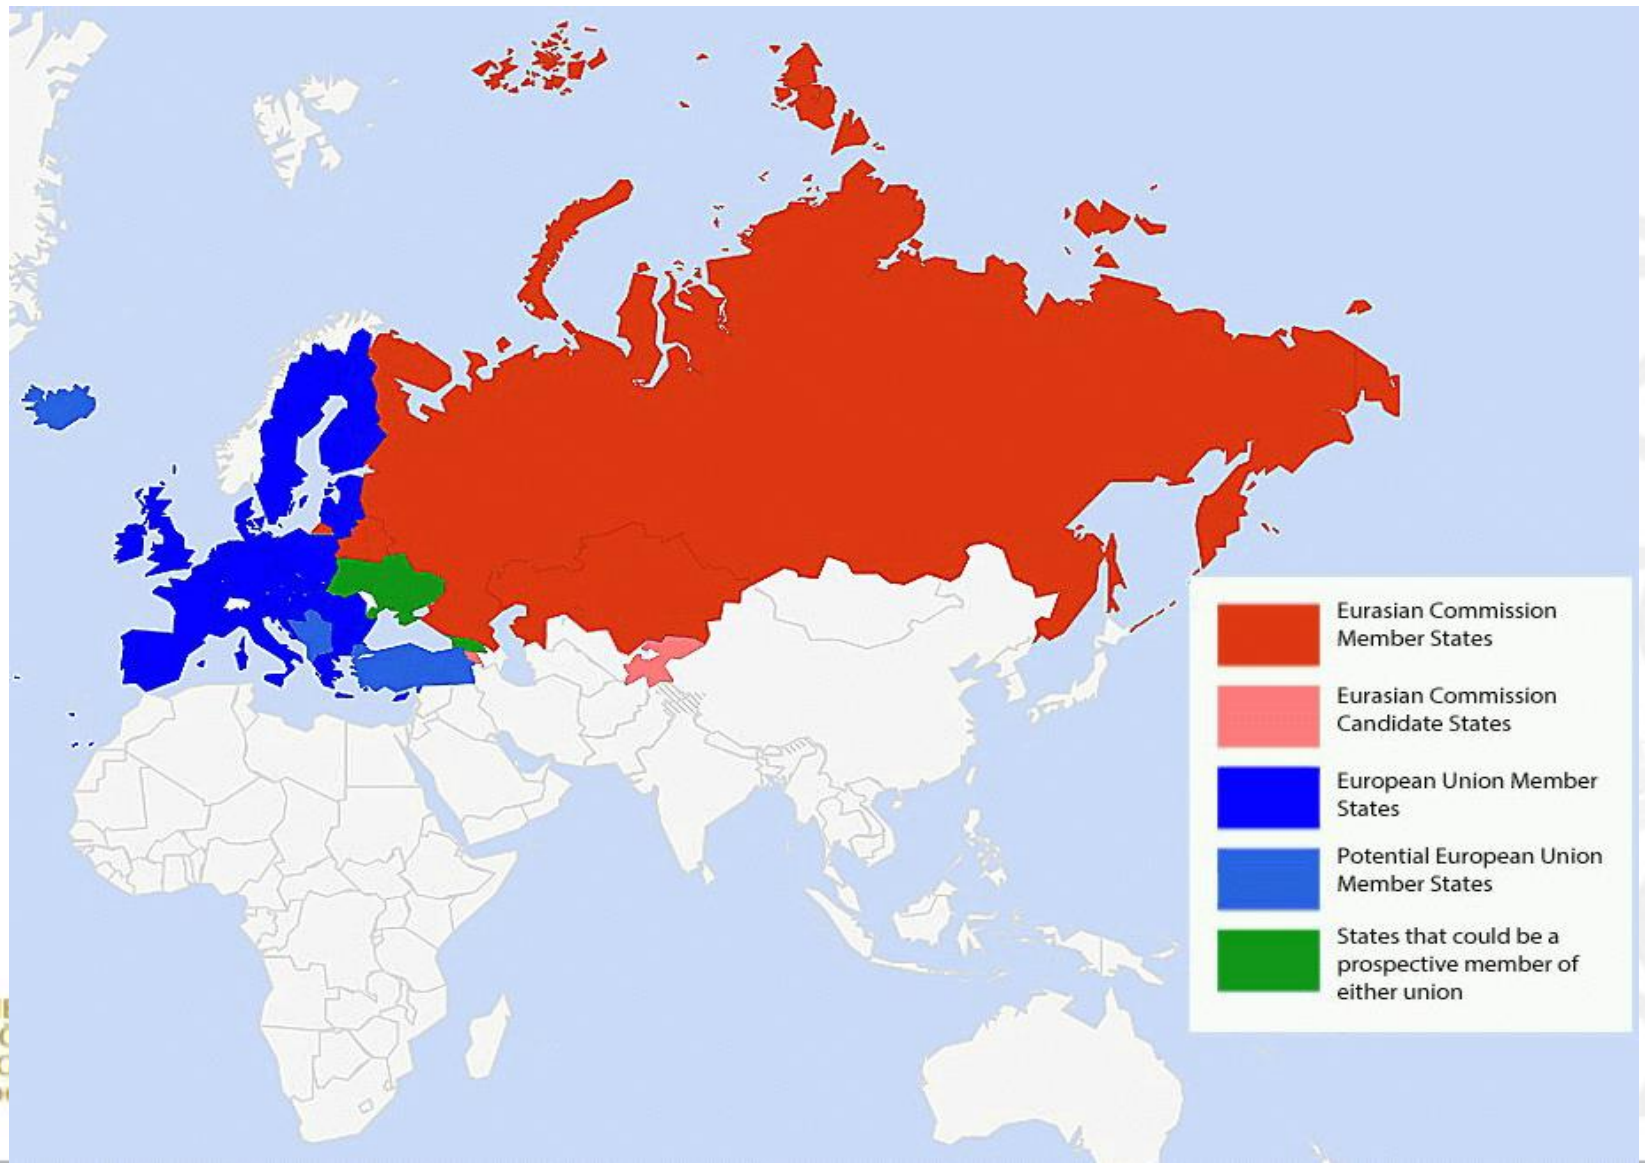 Eurasian Commission
Member States
Eurasian Commission
Candidate States
European Union Member
States
Potential European Union
Member States
States that could be a
prospective member of
either union